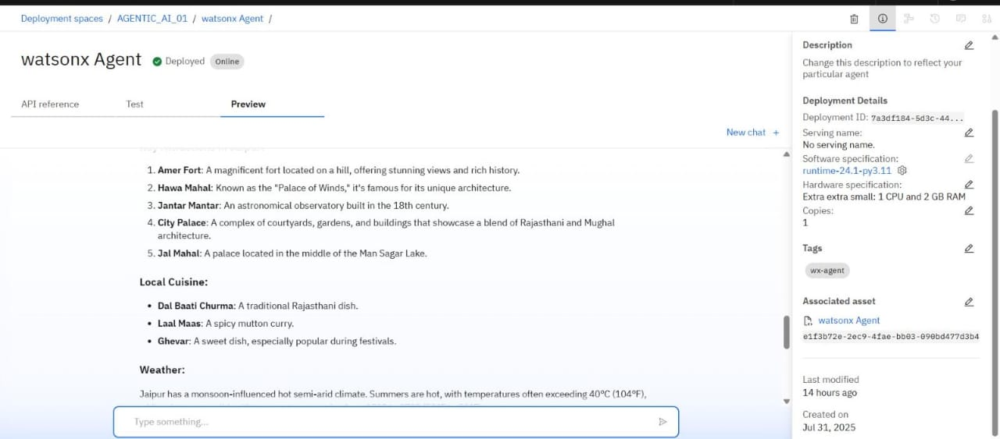 Deployment spaces / AGENTIC_AI_01 / watsonx Agent /
watsonx Agent Deployed Online
API reference Test Preview
New chat +
1. Amer Fort: A magnificent fort located on a hill, offering stunning views and rich history.
2. Hawa Mahal: Known as the "Palace of Winds," it's famous for its unique architecture.
3. Jantar Mantar: An astronomical observatory built in the 18th century.
4. City Palace: A complex of courtyards, gardens, and buildings that showcase a blend of Rajasthani and Mughal
architecture.
5. Jal Mahal: A palace located in the middle of the Man Sagar Lake.
Local Cuisine:
• Dal Baati Churma: A traditional Rajasthani dish.
• Laal Maas: A spicy mutton curry.
• Ghevar: A sweet dish, especially popular during festivals.
Weather:
Jaipur has a monsoon-influenced hot semi-arid climate. Summers are hot, with temperatures often exceeding 40°C (104°F),
Type something...
Description
Change this description to reflect your
particular agent
Deployment Details
Deployment ID: 7a3df184-5d3c-44...
Serving name:
No serving name.
Software specification:
runtime-24.1-py3.11
Hardware specification:
Extra extra small: 1 CPU and 2 GB RAM
Copies:
1
Tags
wx-agent
Associated asset
watsonx Agent
e1f3b72e-2ec9-4fae-bb03-090bd477d3b4
Last modified
14 hours ago
Created on
Jul 31, 2025